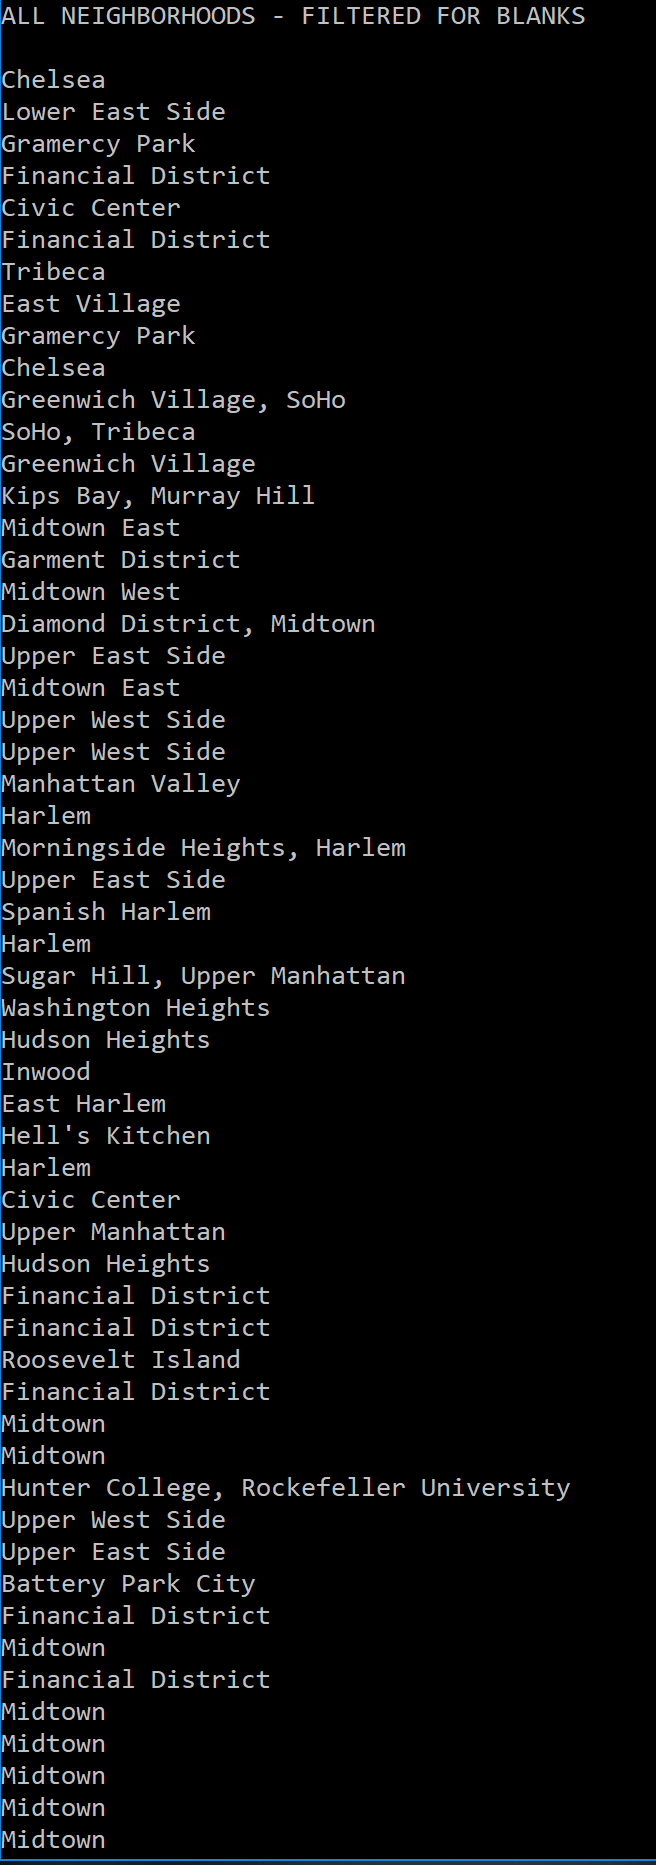 ALL NEIGHBORHOODS - FILTERED FOR BLANKS
Chelsea
Lower East Side
Gramercy Park
Financial District
Civic Center
Financial District
Tribeca
East Village
Gramercy Park
Chelsea
Greenwich Village, SoHo
SoHo, Tribeca
Greenwich Village
Kips Bay, Murray Hill
Midtown East
Garment District
Midtown West
Diamond District, Midtown
Upper East Side
Midtown East
Upper West Side
Upper West Side
Manhattan Valley
Harlem
Morningside Heights, Harlem
Upper East Side
Spanish Harlem
Harlem
Sugar Hill, Upper Manhattan
Washington Heights
Hudson Heights
Inwood
East Harlem
Hell's Kitchen
Harlem
Civic Center
Upper Manhattan
Hudson Heights
Financial District
Financial District
Roosevelt Island
Financial District
Midtown
Midtown
Hunter College, Rockefeller University
Upper West Side
Upper East Side
Battery Park City
Financial District
Midtown
Financial District
Midtown
Midtown
Midtown
Midtown
Midtown